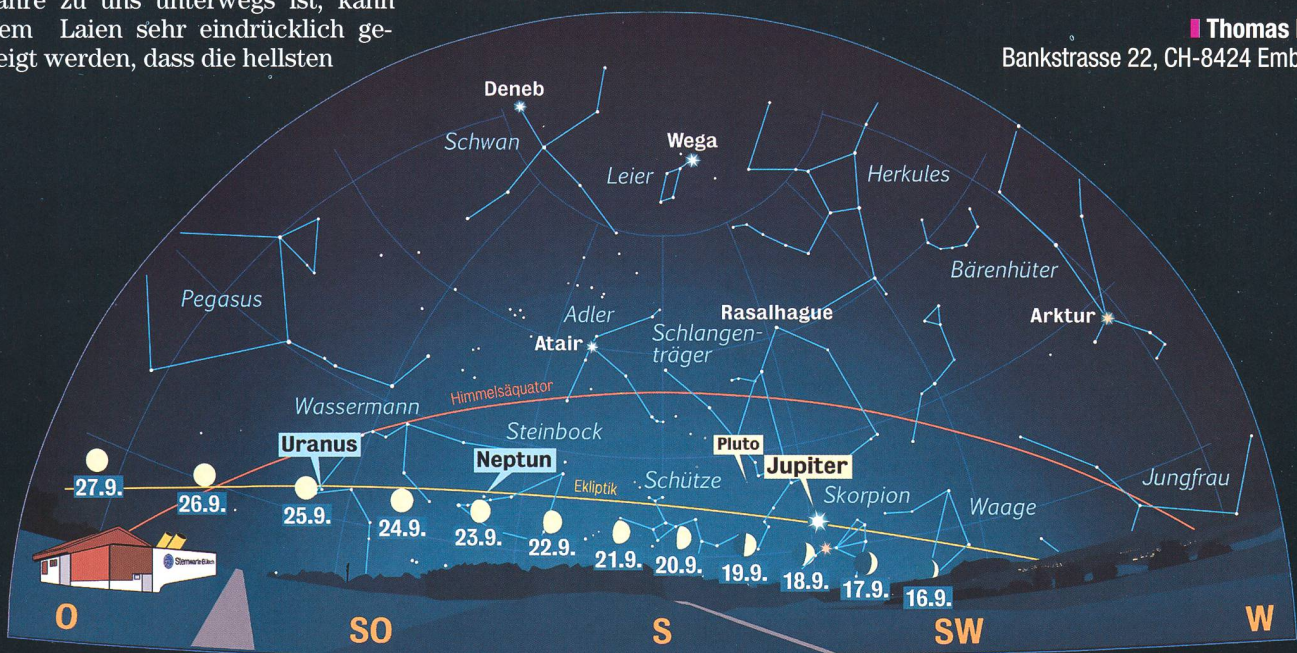 ahre zu uns unterwegs ist, kann
em Laien sehr eindrücklich ge-
eigt werden, dass die hellsten
Thomas
Bankstrasse 22, CH-8424 Emb
Deneb
Schwan
Wega
Leier
Herkules
Bärenhüter
Arktur
Pegasus
Adler
Atair
Schlangen-
träger
Rasalhague
Himmelsäquator
Wassermann
Uranus
Steinbock
Neptun
Ekliptik
Schütze
Pluto
Jupiter
Skorpion
Waage
Jungfrau
27.9.
26.9.
25.9.
24.9.
23.9.
22.9.
21.9.
20.9.
19.9.
18.9.
17.9.
16.9.
O
SO
S
SW
W